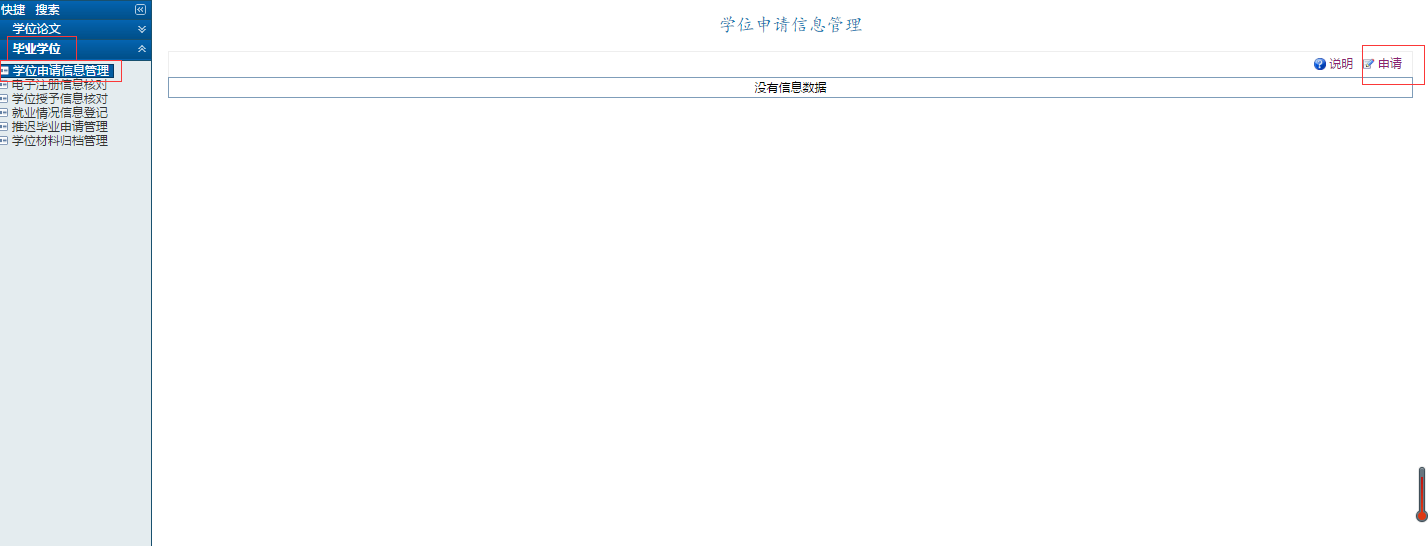 快捷 搜索
学位论文
毕业学位
学位申请信息管理
电子注册信息核对
学位授予信息核对
就业情况信息登记
推迟毕业申请管理
学位材料归档管理
学位申请信息管理
说明 申请
没有信息数据